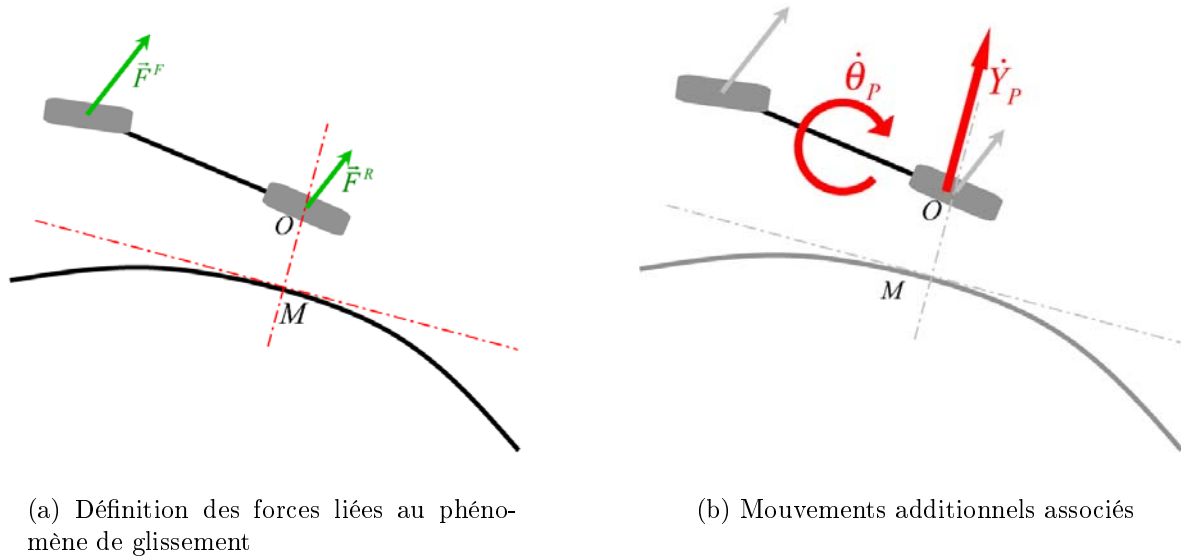 F⃗^F
F⃗^R
O
M
θ̇_P
Ẏ_P
O
M
(a) Définition des forces liées au phéno-
mène de glissement
(b) Mouvements additionnels associés